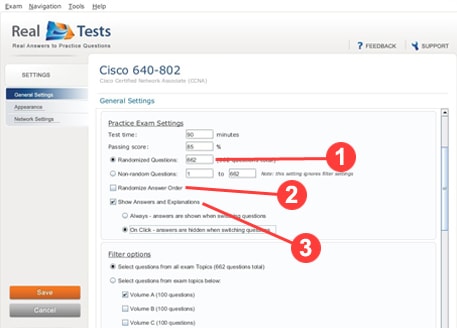 Exam Navigation Tools Help
Real Tests
Real Answers to Practice Questions
? FEEDBACK SUPPORT
SETTINGS
General Settings
Appearance
Network Settings
Cisco 640-802
Cisco Certified Network Associate (CCNA)
General Settings
Practice Exam Settings
Test time: 90 minutes
Passing score: 85 %
Randomized Questions: 662 (662 questions total) 1
Non-random Questions: 1 to 662 Note: this setting ignores filter settings
Randomize Answer Order 2
Show Answers and Explanations
Always - answers are shown when switching questions
3
On Click - answers are hidden when switching questions
Filter options
Select questions from all exam Topics (662 questions total)
Select questions from exam topics below:
Volume A (100 questions)
Volume B (100 questions)
Volume C (100 questions)
Save
Cancel